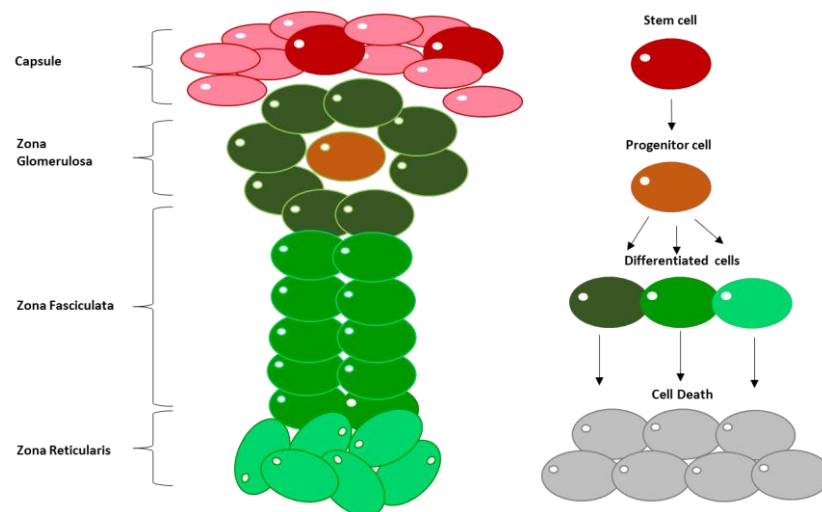 Capsule
Zona
Glomerulosa
Zona Fasciculata
Zona Reticularis
Stem cell
Progenitor cell
Differentiated cells
Cell Death